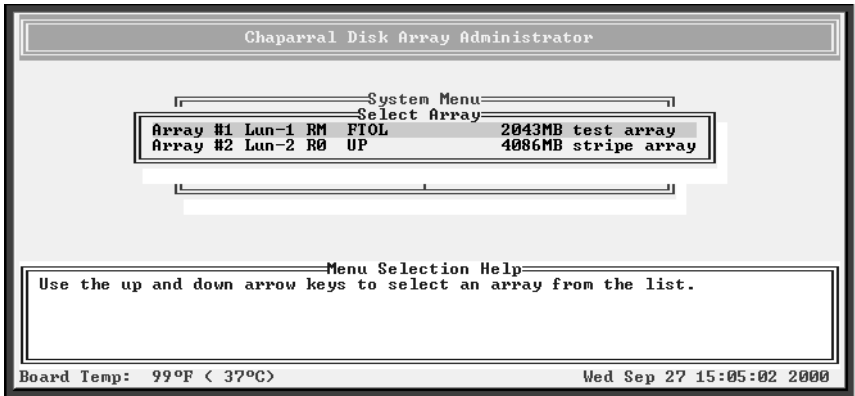 Chaparral Disk Array Administrator
System Menu
Select Array
Array #1 Lun-1 RM FTOL 2043MB test array
Array #2 Lun-2 R0 UP 4086MB stripe array
Menu Selection Help
Use the up and down arrow keys to select an array from the list.
Board Temp: 99ºF ( 37ºC) Wed Sep 27 15:05:02 2000